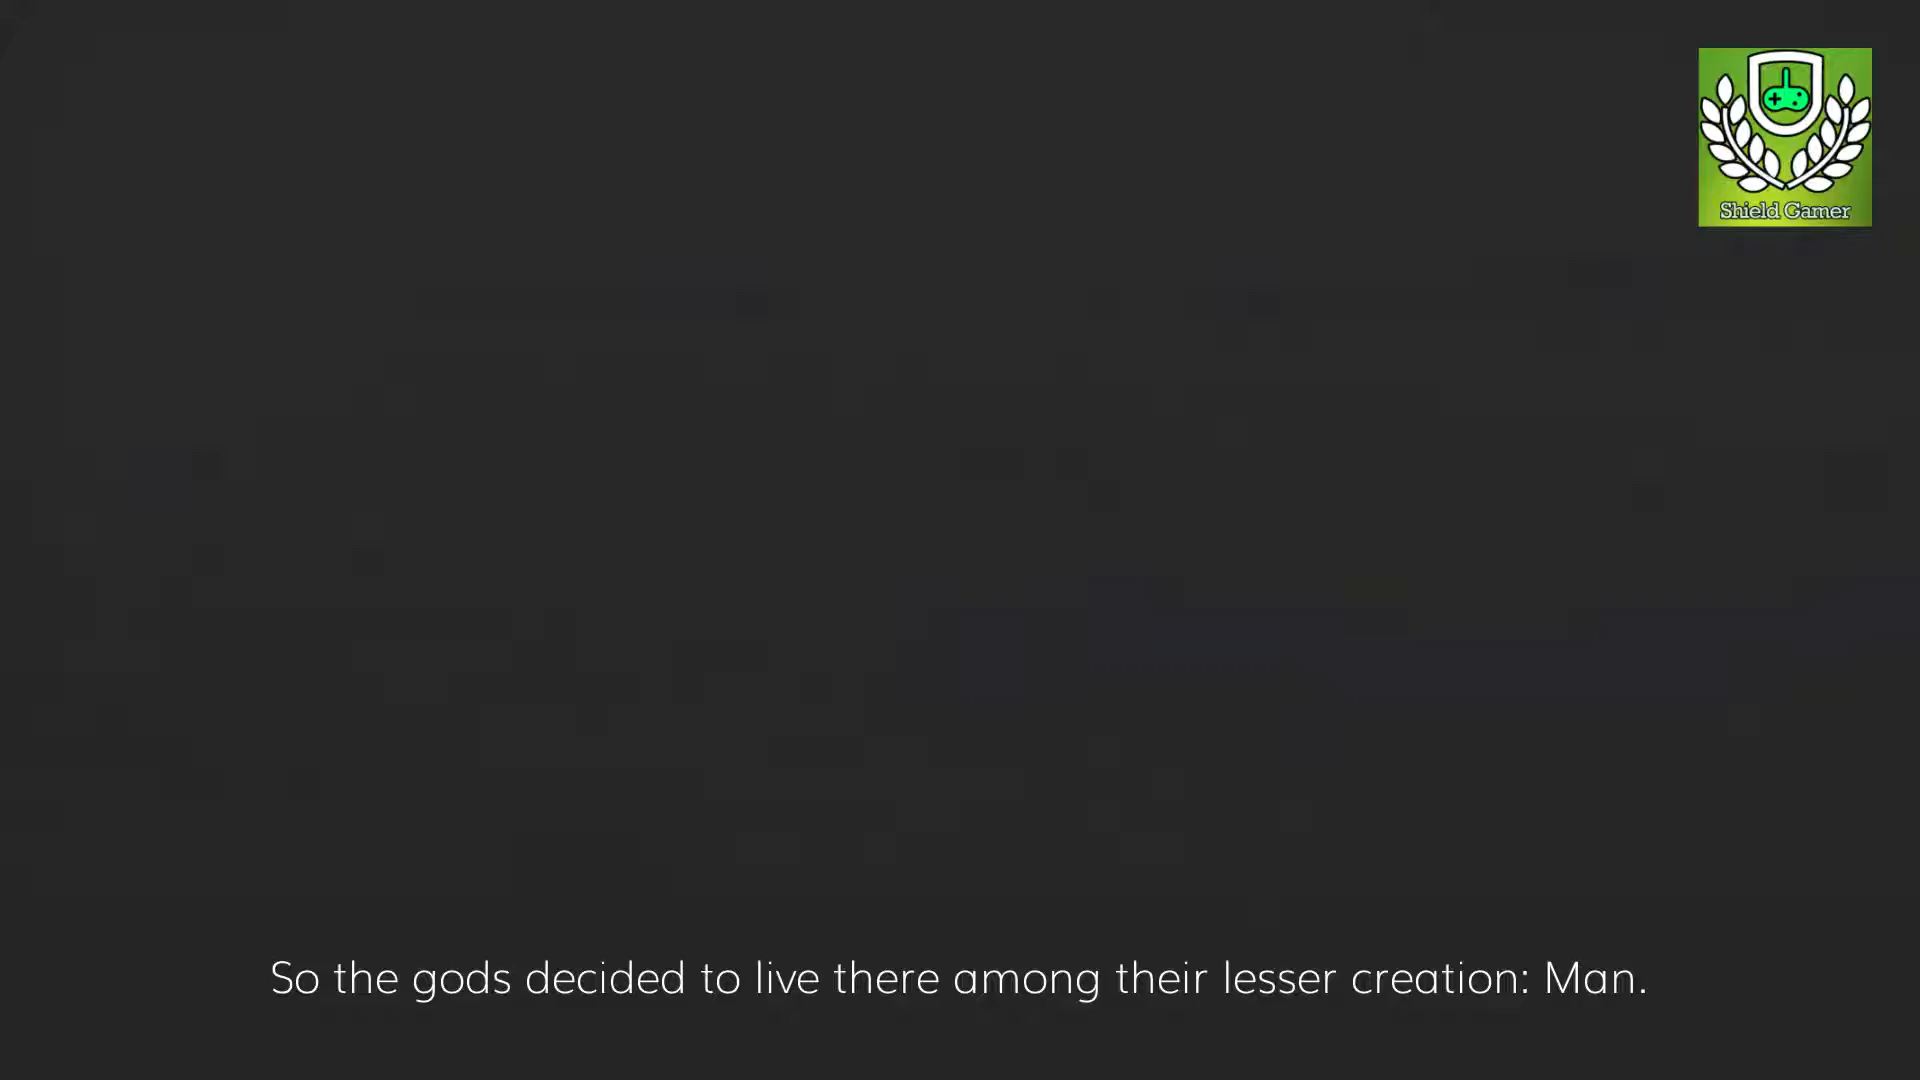 Shield Gamer
So the gods decided to live there among their lesser creation: Man.